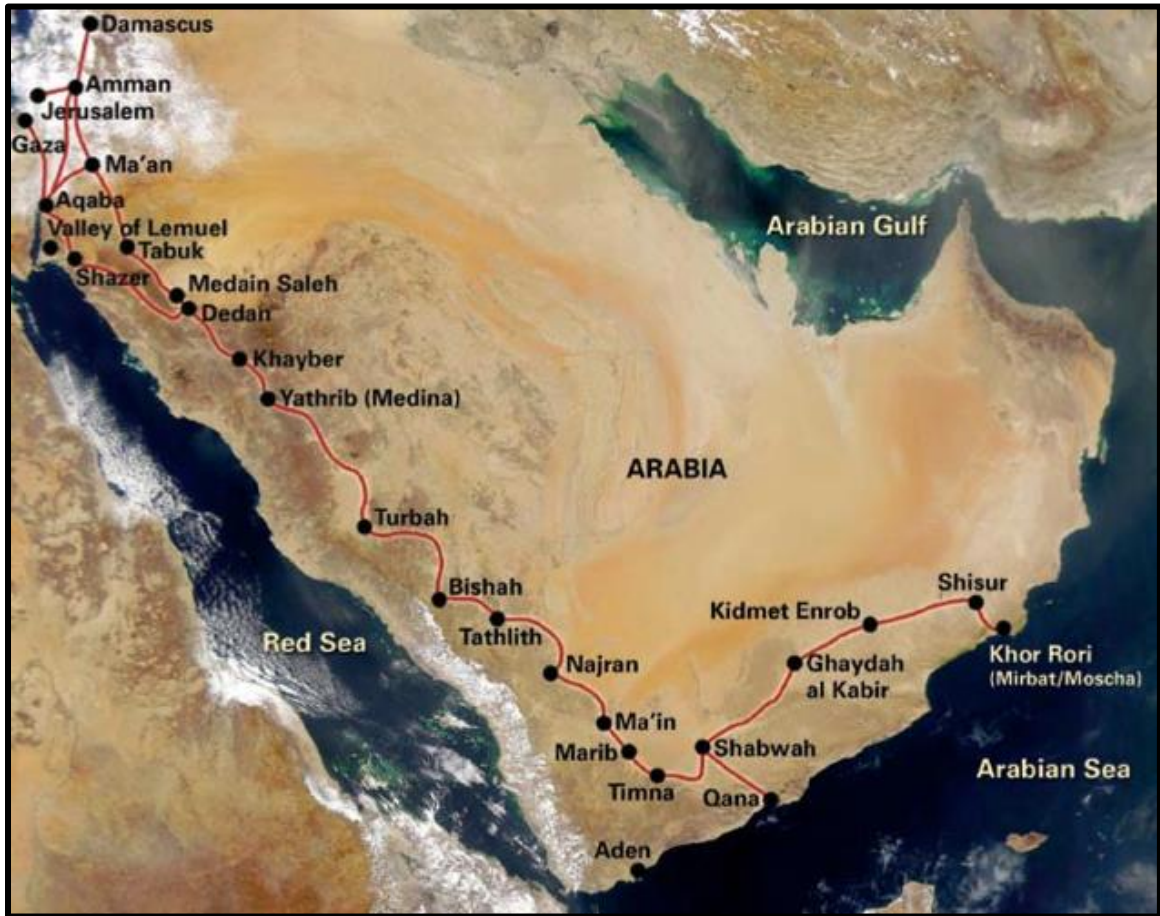 Damascus
Amman
Jerusalem
Gaza
Ma'an
Aqaba
Valley of Lemuel
Tabuk
Shazer
Medain Saleh
Dedan
Khayber
Yathrib (Medina)
Arabian Gulf
ARABIA
Turbah
Bishah
Tathlith
Red Sea
Najran
Ma'in
Marib
Timna
Shabwah
Qana
Aden
Kidmet Enrob
Ghaydah
al Kabir
Shisur
Khor Rori
(Mirbat/Moscha)
Arabian Sea